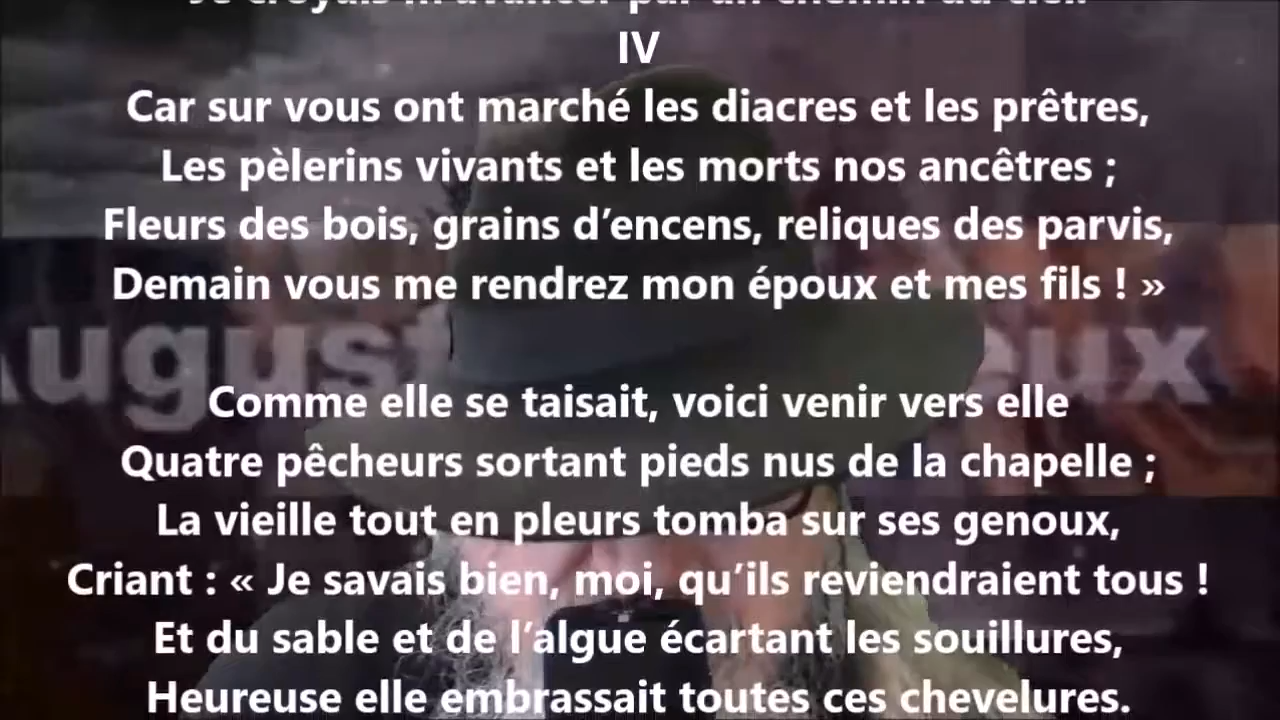 IV
Car sur vous ont marché les diacres et les prêtres,
Les pèlerins vivants et les morts nos ancêtres ;
Fleurs des bois, grains d’encens, reliques des parvis,
Demain vous me rendrez mon époux et mes fils ! »
Comme elle se taisait, voici venir vers elle
Quatre pêcheurs sortant pieds nus de la chapelle ;
La vieille tout en pleurs tomba sur ses genoux,
Criant : « Je savais bien, moi, qu’ils reviendraient tous !
Et du sable et de l’algue écartant les souillures,
Heureuse elle embrassait toutes ces chevelures.